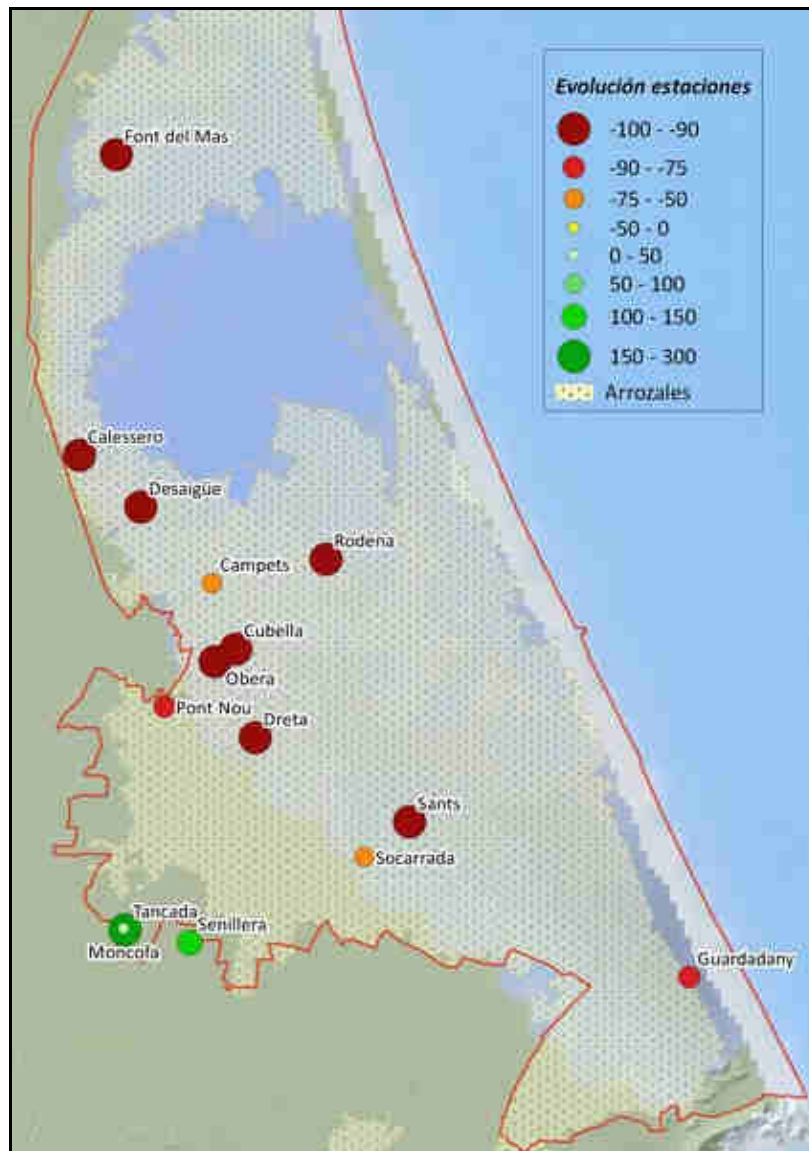 Font del Mas
Evolución estaciones
-100 - -90
-90 - -75
-75 - -50
-50 - 0
0 - 50
50 - 100
100 - 150
150 - 300
Arrozales
Calessero
Desaigüe
Rodena
Campets
Cubella
Obera
Pont Nou
Dreta
Sants
Socarrada
Tancada
Senillera
Moncofa
Guardadany